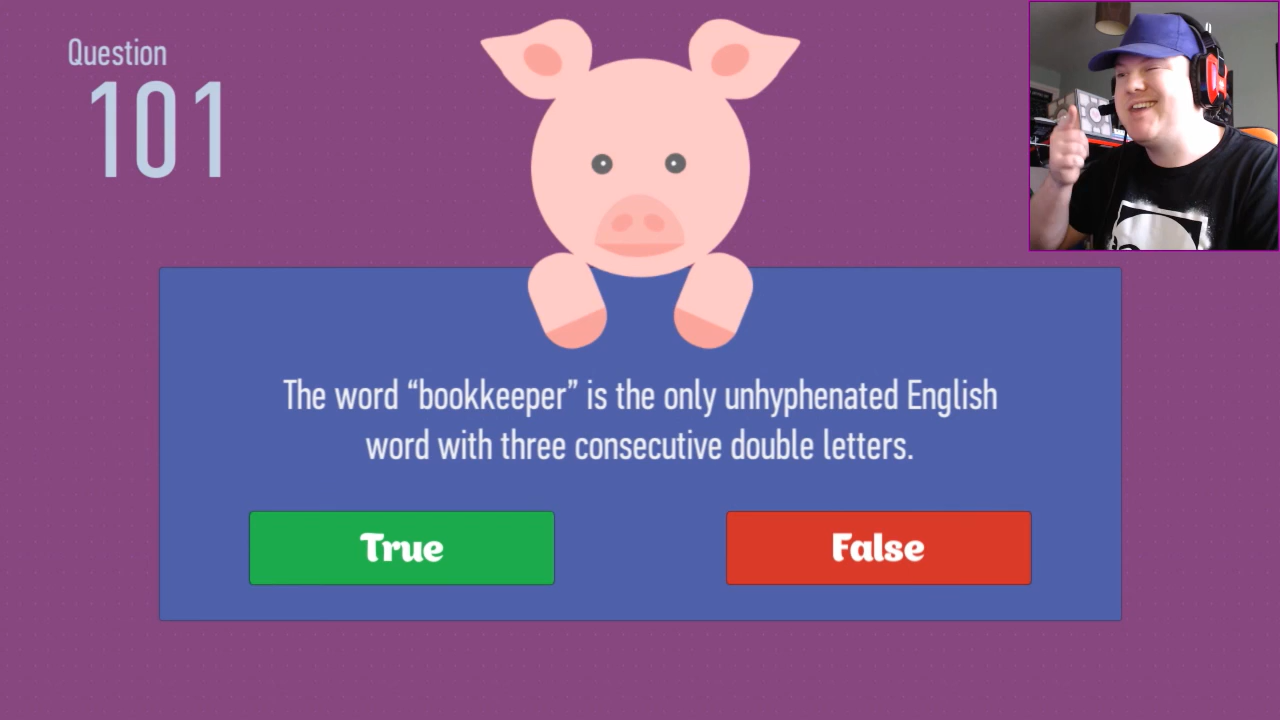 Question
101
The word “bookkeeper” is the only unhyphenated English
word with three consecutive double letters.
True
False